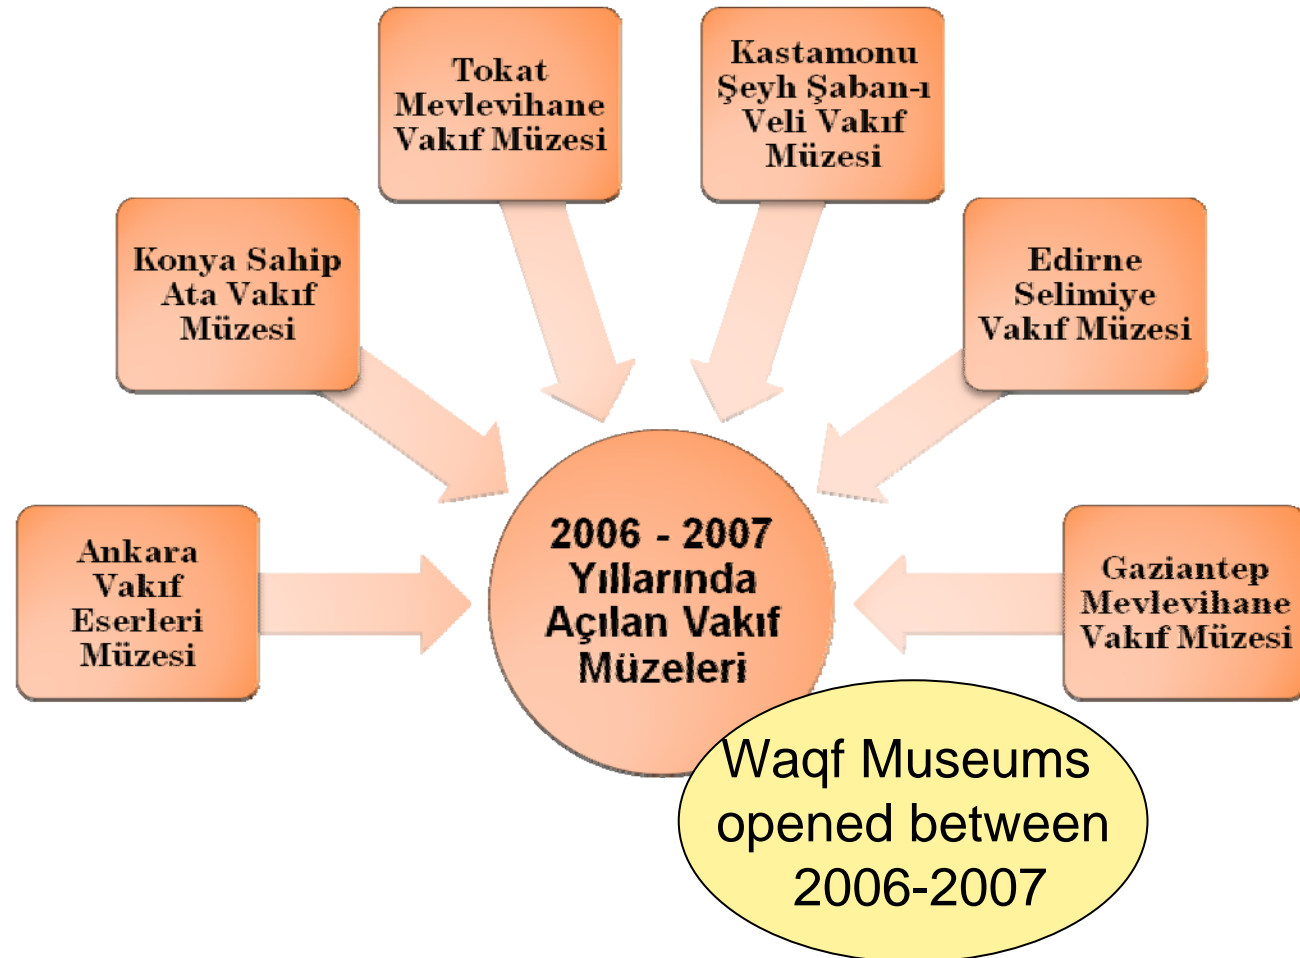 Tokat
Mevlevihane
Vakıf Müzesi
Kastamonu
Şeyh Şaban-ı
Veli Vakıf
Müzesi
Konya Sahip
Ata Vakıf
Müzesi
Edirne
Selimiye
Vakıf Müzesi
Ankara
Vakıf
Eserleri
Müzesi
2006 - 2007
Yıllarında
Açılan Vakıf
Müzeleri
Gaziantep
Mevlevihane
Vakıf Müzesi
Waqf Museums
opened between
2006-2007